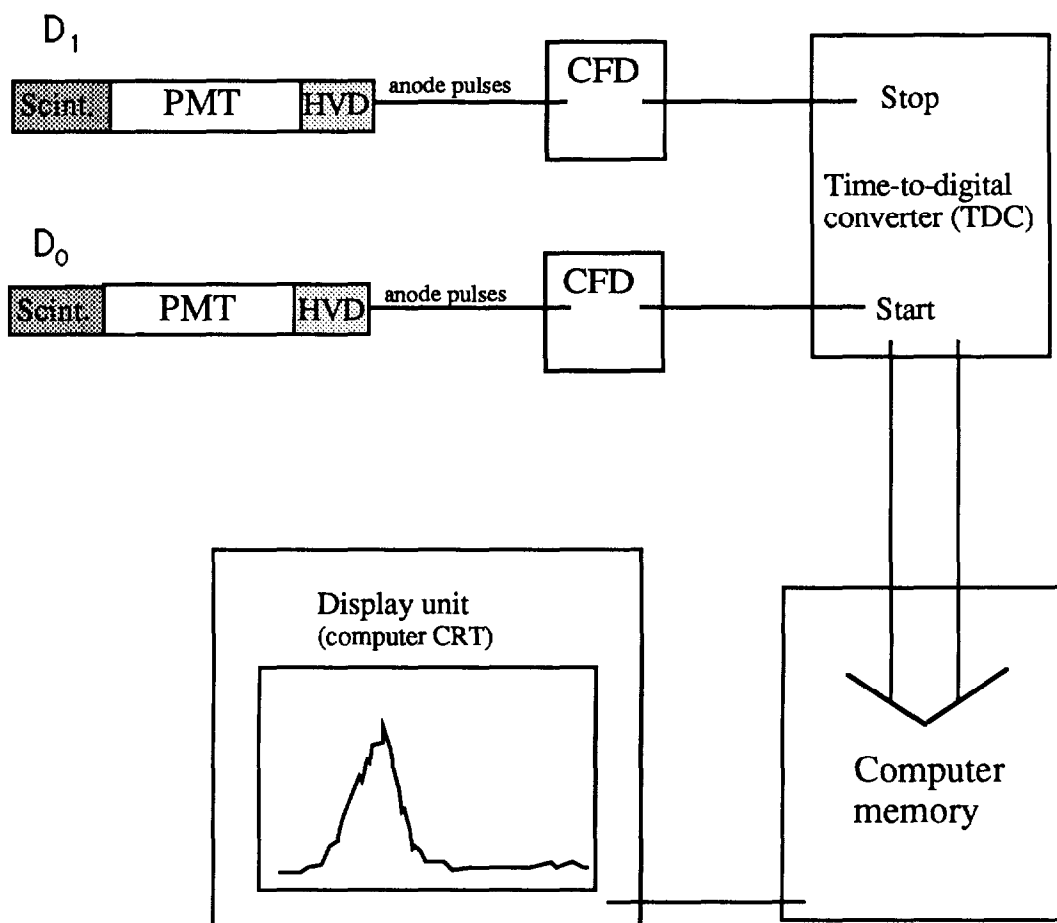 D1
Scint. PMT HVD anode pulses CFD Stop
Time-to-digital
converter (TDC)
D0
Scint. PMT HVD anode pulses CFD Start
Display unit
(computer CRT)
Computer
memory